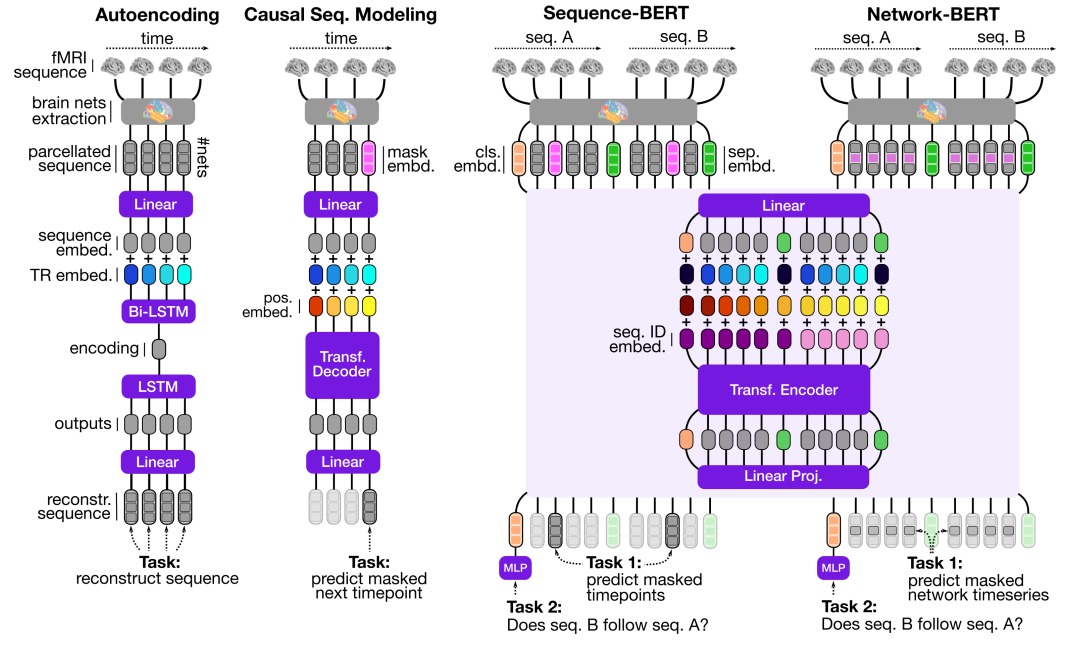 Autoencoding
time
fMRI
sequence
brain nets
extraction
parcellated
sequence
#nets
Linear
sequence
embed.
+ + + +
TR embed.
Bi-LSTM
encoding
LSTM
outputs
Linear
reconstr.
sequence
Task:
reconstruct sequence
Causal Seq. Modeling
time
mask
embd.
Linear
+ + + +
+ + + +
pos.
embed.
Transf.
Decoder
Linear
Task:
predict masked
next timepoint
Sequence-BERT
seq. A
seq. B
cls.
embd.
sep.
embd.
Network-BERT
seq. A
seq. B
Linear
+ + + + + + + + + + +
+ + + + + + + + + + +
+ + + + + + + + + + +
seq. ID
embed.
Transf. Encoder
Linear Proj.
MLP
Task 1:
predict masked
timepoints
Task 2:
Does seq. B follow seq. A?
MLP
Task 1:
predict masked
network timeseries
Task 2:
Does seq. B follow seq. A?